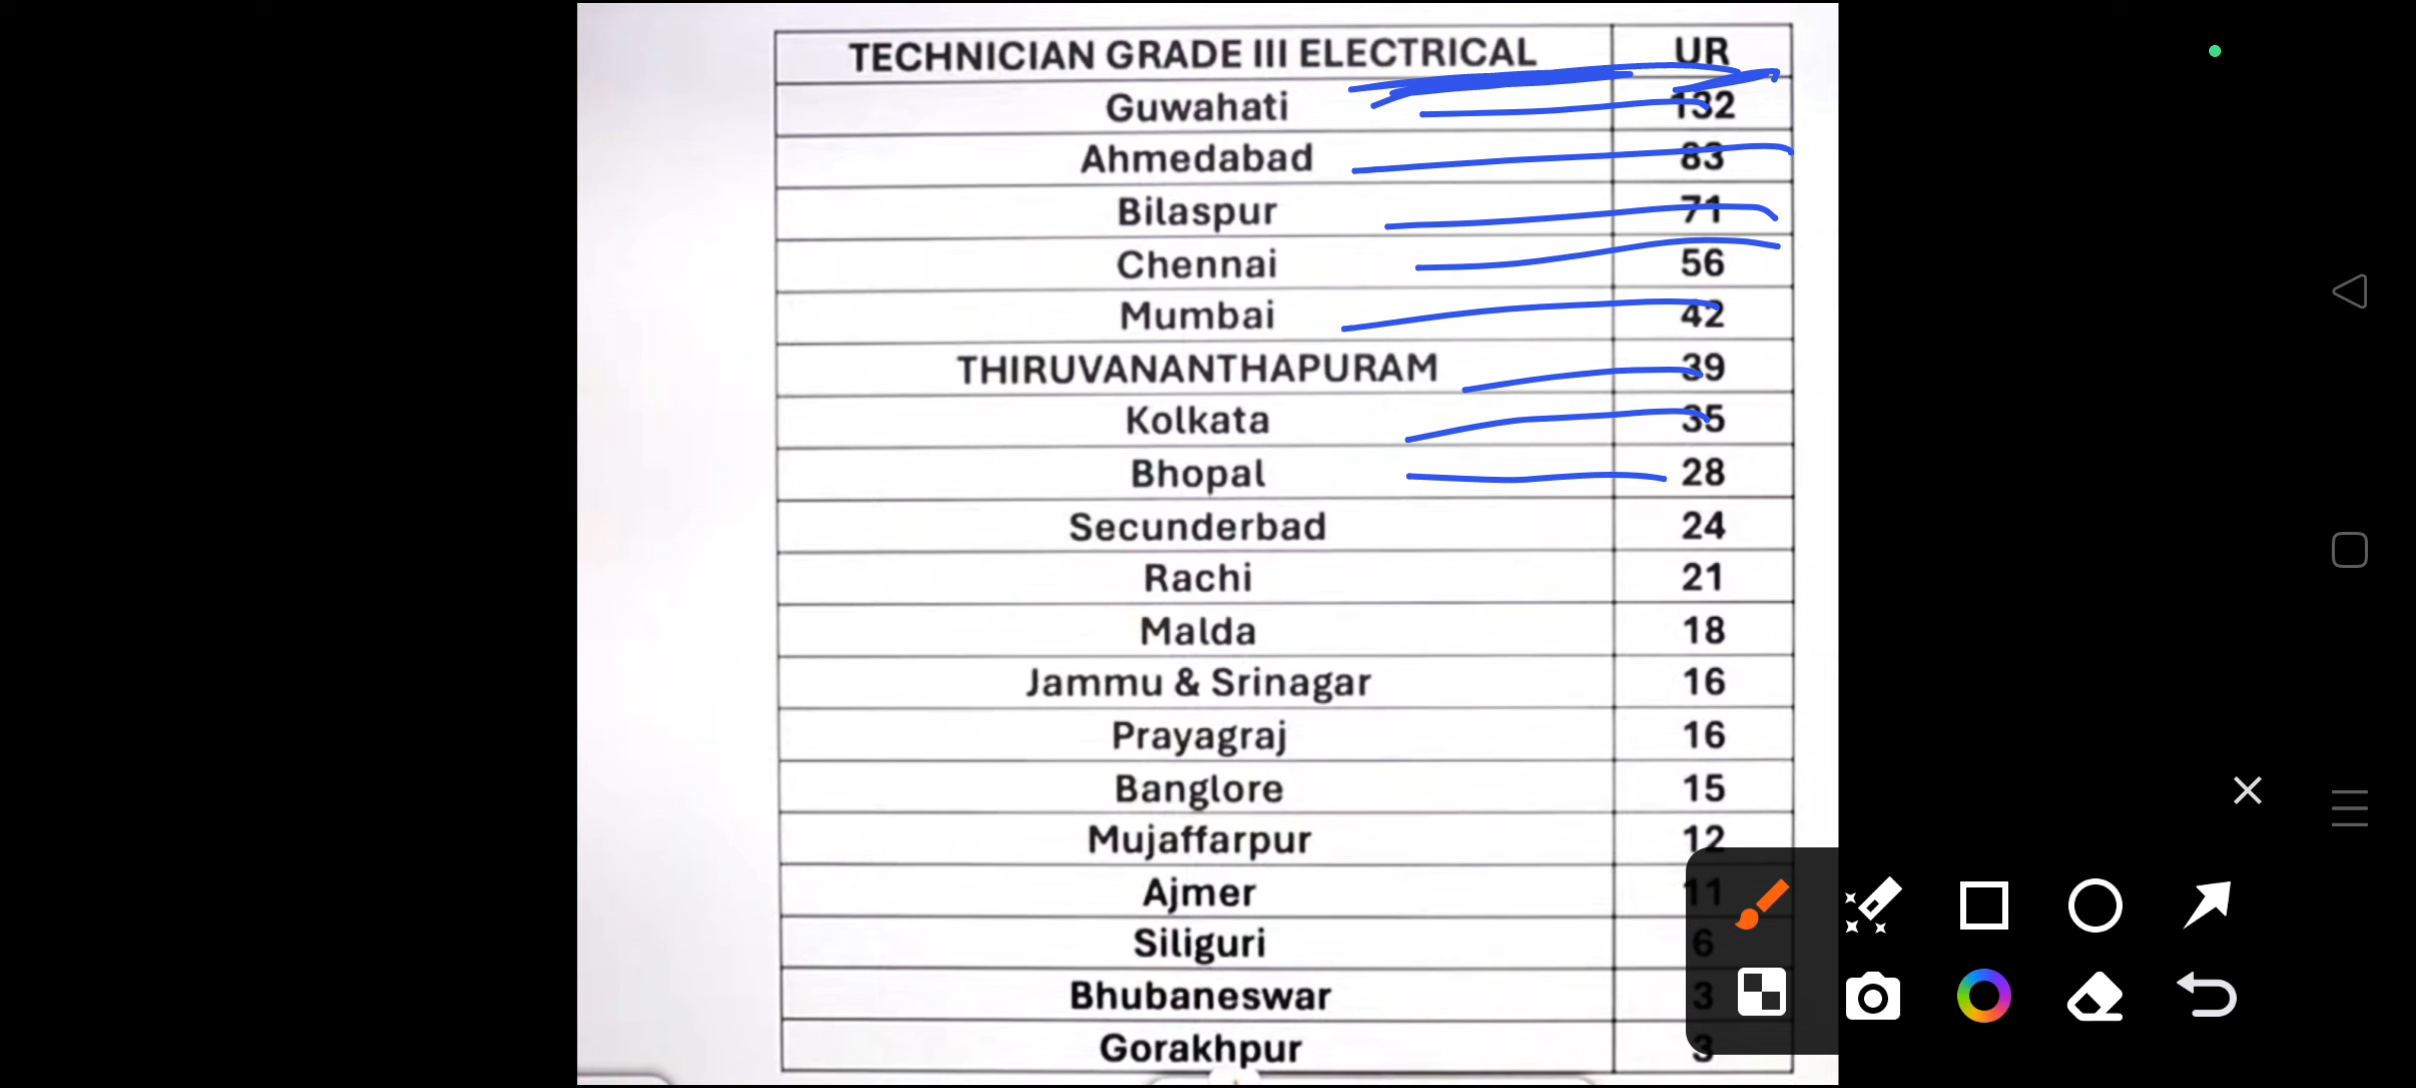 TECHNICIAN GRADE III ELECTRICAL UR
Guwahati 132
Ahmedabad 83
Bilaspur 71
Chennai 56
Mumbai 42
THIRUVANANTHAPURAM 39
Kolkata 35
Bhopal 28
Secunderbad 24
Rachi 21
Malda 18
Jammu & Srinagar 16
Prayagraj 16
Banglore 15
Mujaffarpur 12
Ajmer 11
Siliguri 6
Bhubaneswar 3
Gorakhpur 3